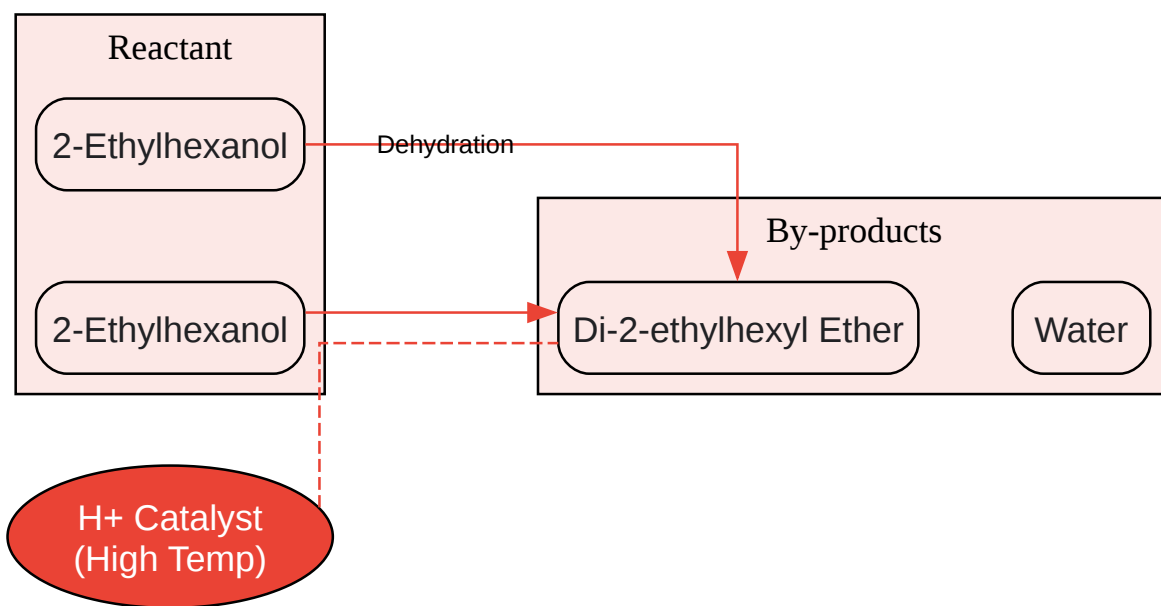 Reactant
2-Ethylhexanol
Dehydration
By-products
2-Ethylhexanol
Di-2-ethylhexyl Ether
Water
H+ Catalyst
(High Temp)